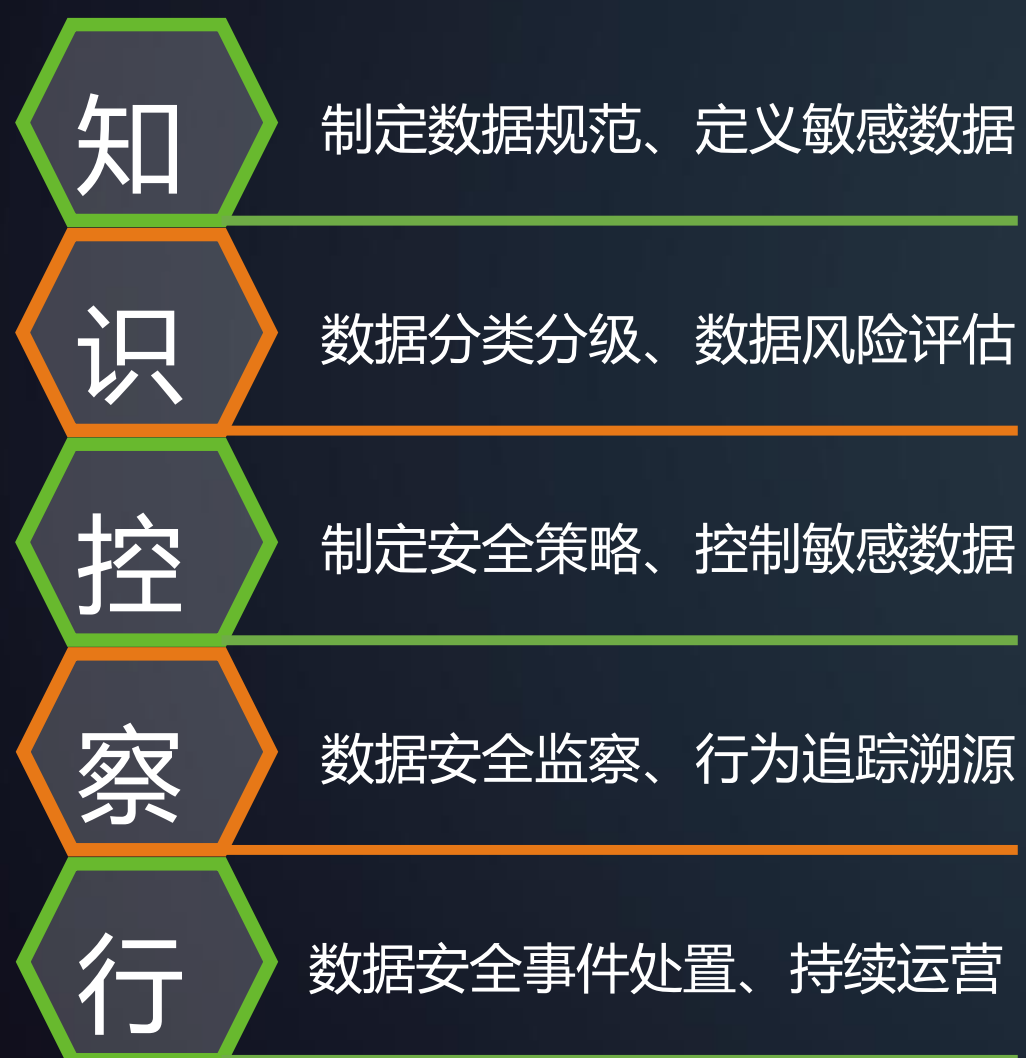 知
制定数据规范、定义敏感数据
识
数据分类分级、数据风险评估
控
制定安全策略、控制敏感数据
察
数据安全监察、行为追踪溯源
行
数据安全事件处置、持续运营